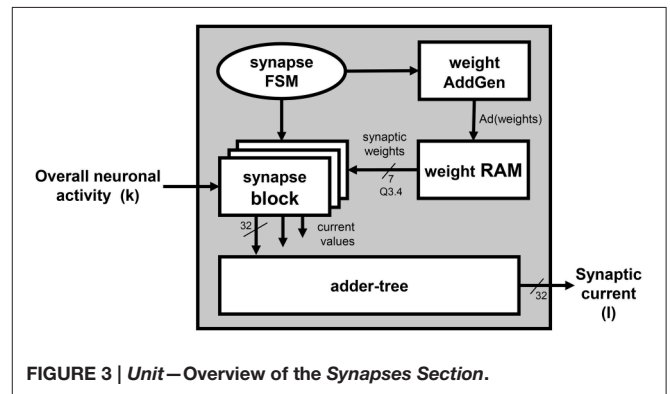 synapse
FSM
weight
AddGen
Ad(weights)
synaptic
weights
7
Q3.4
weight RAM
Overall neuronal
activity (k)
synapse
block
32
current
values
adder-tree
32
Synaptic
current
(I)
FIGURE 3 | Unit—Overview of the Synapses Section.